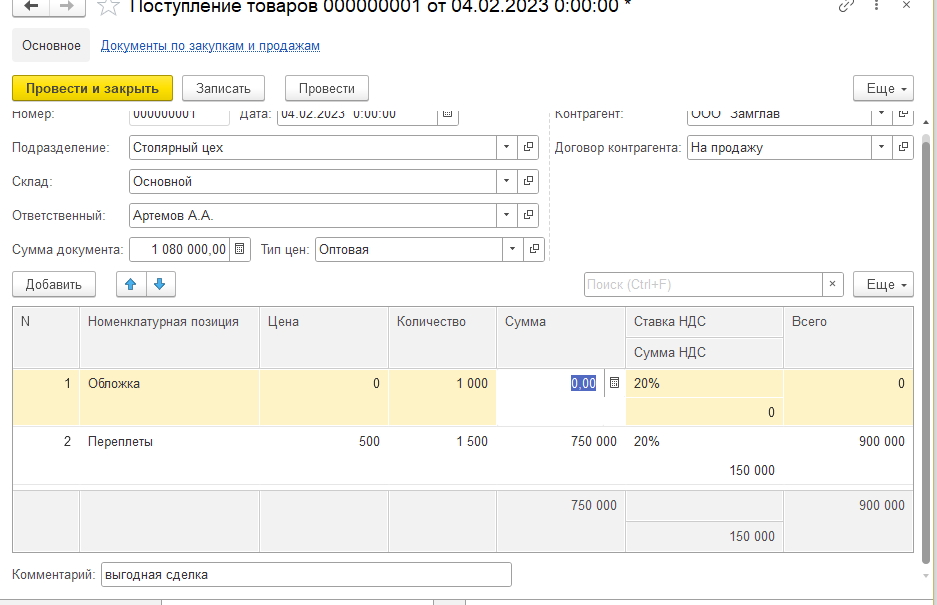 Поступление товаров 000000001 от 04.02.2023 0:00:00 *
Основное Документы по закупкам и продажам
Провести и закрыть Записать Провести Еще
Номер: 000000001 Дата: 04.02.2023 0:00:00 Контрагент: ООО "Замглав"
Подразделение: Столярный цех Договор контрагента: На продажу
Склад: Основной
Ответственный: Артемов А.А.
Сумма документа: 1 080 000,00 Тип цен: Оптовая
Добавить Поиск (Ctrl+F) × Еще
N Номенклатурная позиция Цена Количество Сумма Ставка НДС Всего
Сумма НДС
1 Обложка 0 1 000 0,00 20% 0
0
2 Переплеты 500 1 500 750 000 20% 900 000
150 000
750 000 900 000
150 000
Комментарий: выгодная сделка